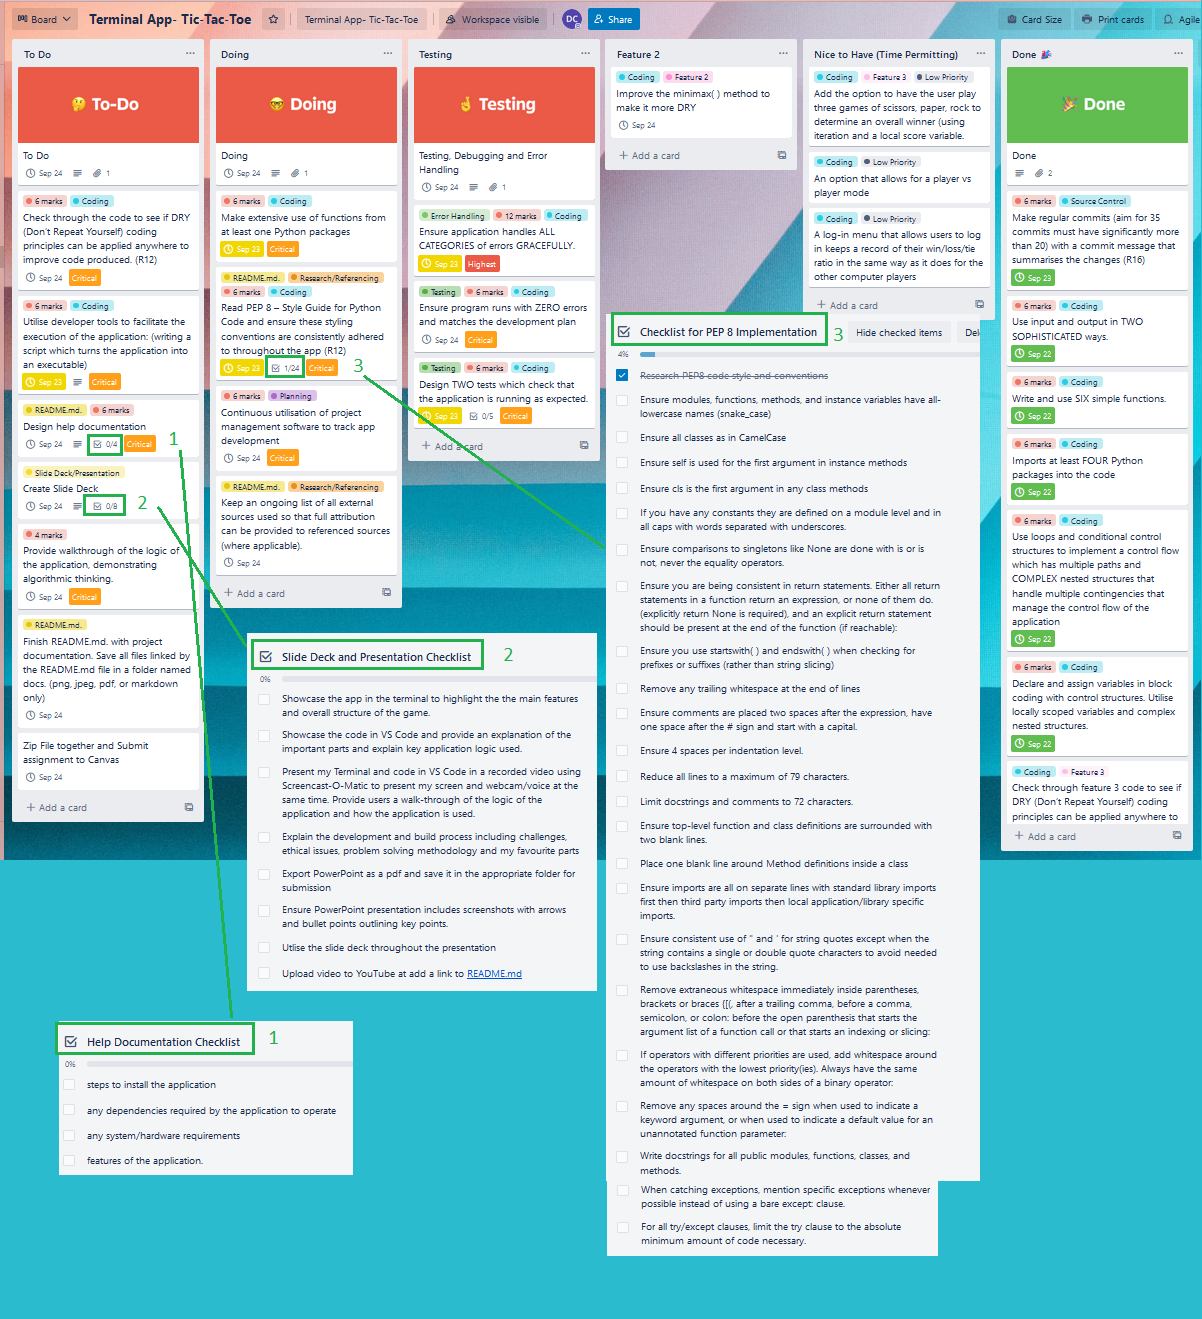 Board
Terminal App- Tic-Tac-Toe
Terminal App- Tic-Tac-Toe
Workspace visible
DC
Share
Card Size
Print cards
Agile
To Do
To-Do
To Do
Sep 24
1
6 marks
Coding
Check through the code to see if DRY
(Don't Repeat Yourself) coding
principles can be applied anywhere to
improve code produced. (R12)
Sep 24
Critical
6 marks
Coding
Utilise developer tools to facilitate the
execution of the application: (writing a
script which turns the application into
an executable)
Sep 23
Critical
README.md.
6 marks
Design help documentation
Sep 24
0/4
Critical
1
Slide Deck/Presentation
Create Slide Deck
Sep 24
0/8
2
4 marks
Provide walkthrough of the logic of
the application, demonstrating
algorithmic thinking.
Sep 24
Critical
README.md.
Finish README.md. with project
documentation. Save all files linked by
the README.md file in a folder named
docs. (png, jpeg, pdf, or markdown
only)
Sep 24
Zip File together and Submit
assignment to Canvas
Sep 24
+ Add a card
Doing
Doing
Doing
Sep 24
1
6 marks
Coding
Make extensive use of functions from
at least one Python packages
Sep 23
Critical
README.md.
Research/Referencing
6 marks
Coding
Read PEP 8 – Style Guide for Python
Code and ensure these styling
conventions are consistently adhered
to throughout the app (R12)
Sep 23
1/24
Critical
3
6 marks
Planning
Continuous utilisation of project
management software to track app
development
Sep 24
Critical
README.md.
Research/Referencing
Keep an ongoing list of all external
sources used so that full attribution
can be provided to referenced sources
(where applicable).
Sep 24
+ Add a card
Testing
Testing
Testing, Debugging and Error
Handling
Sep 24
1
Error Handling
12 marks
Coding
Ensure application handles
ALL CATEGORIES of errors GRACEFULLY.
Sep 23
Highest
Testing
6 marks
Coding
Ensure program runs with ZERO errors
and matches the development plan
Sep 24
Critical
Testing
6 marks
Coding
Design TWO tests which check that
the application is running as expected.
Sep 23
0/5
Critical
+ Add a card
Feature 2
Coding
Feature 2
Improve the minimax( ) method to
make it more DRY
Sep 24
+ Add a card
Nice to Have (Time Permitting)
Coding
Feature 3
Low Priority
Add the option to have the user play
three games of scissors, paper, rock to
determine an overall winner (using
iteration and a local score variable.
Coding
Low Priority
An option that allows for a player vs
player mode
Coding
Low Priority
A log-in menu that allows users to log
in keeps a record of their win/loss/tie
ratio in the same way as it does for the
other computer players
+ Add a card
Done
Done
Done
2
6 marks
Source Control
Make regular commits (aim for 35
commits must have significantly more
than 20) with a commit message that
summarises the changes (R16)
Sep 23
6 marks
Coding
Use input and output in TWO
SOPHISTICATED ways.
Sep 22
6 marks
Coding
Write and use SIX simple functions.
Sep 22
6 marks
Coding
Imports at least FOUR Python
packages into the code
Sep 22
6 marks
Coding
Use loops and conditional control
structures to implement a control flow
which has multiple paths and
COMPLEX nested structures that
handle multiple contingencies that
manage the control flow of the
application
Sep 22
6 marks
Coding
Declare and assign variables in block
coding with control structures. Utilise
locally scoped variables and complex
nested structures.
Sep 22
Coding
Feature 3
Check through feature 3 code to see if
DRY (Don't Repeat Yourself) coding
principles can be applied anywhere to
+ Add a card
Checklist for PEP 8 Implementation
3
Hide checked items
Del
4%
Research PEP8 code style and conventions
Ensure modules, functions, methods, and instance variables have all-
lowercase names (snake_case)
Ensure all classes as in CamelCase
Ensure self is used for the first argument in instance methods
Ensure cls is the first argument in any class methods
If you have any constants they are defined on a module level and in
all caps with words separated with underscores.
Ensure comparisons to singletons like None are done with is or is
not, never the equality operators.
Ensure you are being consistent in return statements. Either all return
statements in a function return an expression, or none of them do.
(explicitly return None is required), and an explicit return statement
should be present at the end of the function (if reachable):
Ensure you use startswith( ) and endswith( ) when checking for
prefixes or suffixes (rather than string slicing)
Remove any trailing whitespace at the end of lines
Ensure comments are placed two spaces after the expression, have
one space after the # sign and start with a capital.
Ensure 4 spaces per indentation level.
Reduce all lines to a maximum of 79 characters.
Limit docstrings and comments to 72 characters.
Ensure top-level function and class definitions are surrounded with
two blank lines.
Place one blank line around Method definitions inside a class
Ensure imports are all on separate lines with standard library imports
first then third party imports then local application/library specific
imports.
Ensure consistent use of " and ' for string quotes except when the
string contains a single or double quote characters to avoid needed
to use backslashes in the string.
Remove extraneous whitespace immediately inside parentheses,
brackets or braces ([{, after a trailing comma, before a comma,
semicolon, or colon: before the open parenthesis that starts the
argument list of a function call or that starts an indexing or slicing:
If operators with different priorities are used, add whitespace around
the operators with the lowest priority(ies). Always have the same
amount of whitespace on both sides of a binary operator:
Remove any spaces around the = sign when used to indicate a
keyword argument, or when used to indicate a default value for an
unannotated function parameter:
Write docstrings for all public modules, functions, classes, and
methods.
When catching exceptions, mention specific exceptions whenever
possible instead of using a bare except: clause.
For all try/except clauses, limit the try clause to the absolute
minimum amount of code necessary.
Slide Deck and Presentation Checklist
2
0%
Showcase the app in the terminal to highlight the the main features
and overall structure of the game.
Showcase the code in VS Code and provide an explanation of the
important parts and explain key application logic used.
Present my Terminal and code in VS Code in a recorded video using
Screencast-O-Matic to present my screen and webcam/voice at the
same time. Provide users a walk-through of the logic of the
application and how the application is used.
Explain the development and build process including challenges,
ethical issues, problem solving methodology and my favourite parts
Export PowerPoint as a pdf and save it in the appropriate folder for
submission
Ensure PowerPoint presentation includes screenshots with arrows
and bullet points outlining key points.
Utlise the slide deck throughout the presentation
Upload video to YouTube at add a link to README.md
Help Documentation Checklist
1
0%
steps to install the application
any dependencies required by the application to operate
any system/hardware requirements
features of the application.